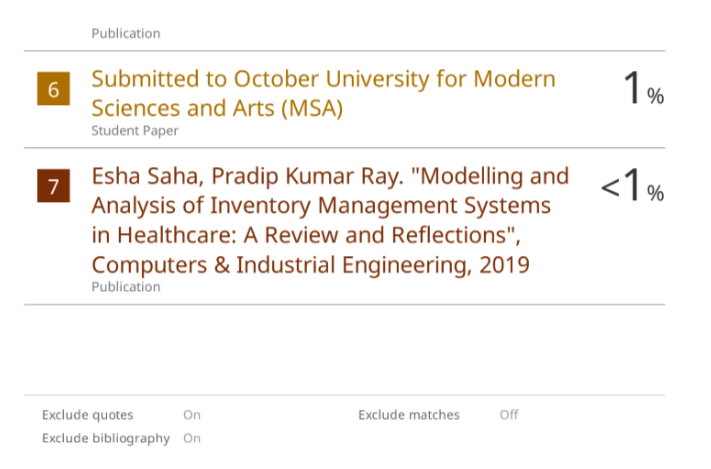 Publication
6
Submitted to October University for Modern
Sciences and Arts (MSA)
Student Paper
1%
7
Esha Saha, Pradip Kumar Ray. "Modelling and
Analysis of Inventory Management Systems
in Healthcare: A Review and Reflections",
Computers & Industrial Engineering, 2019
Publication
<1%
Exclude quotes On
Exclude matches Off
Exclude bibliography On